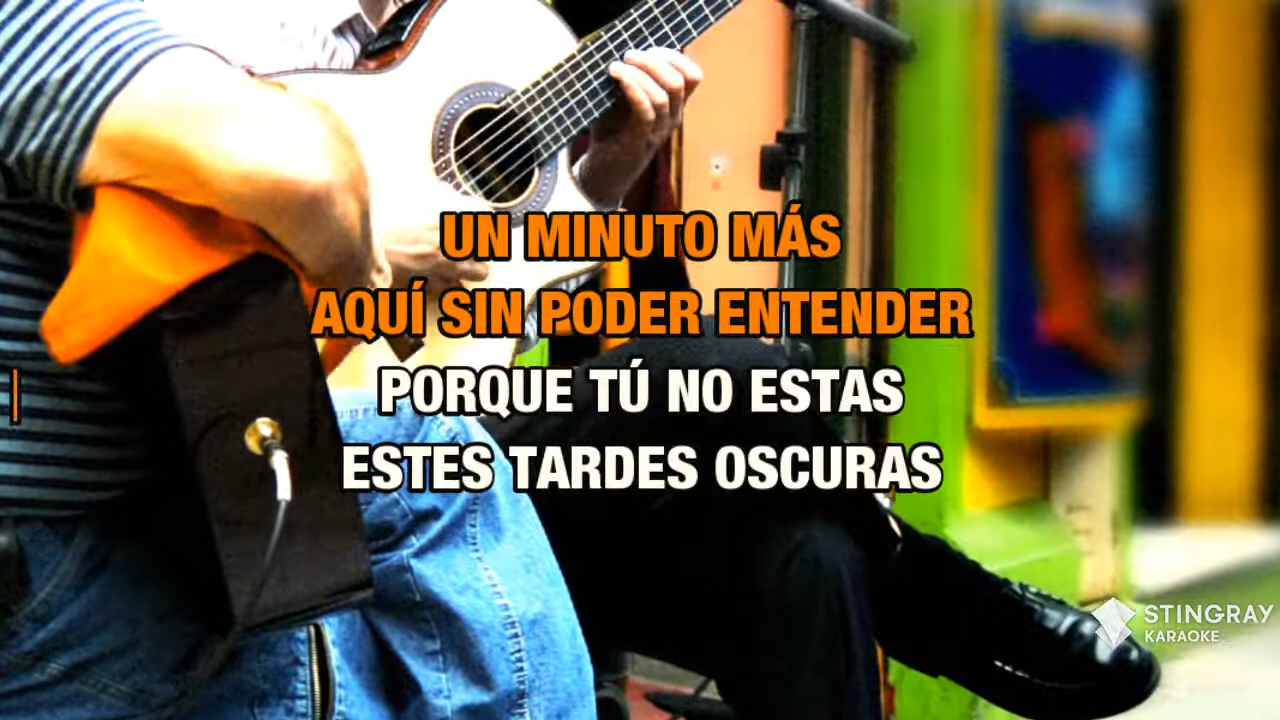 UN MINUTO MÁS
AQUÍ SIN PODER ENTENDER
PORQUE TÚ NO ESTAS
ESTES TARDES OSCURAS
STINGRAY
KARAOKE